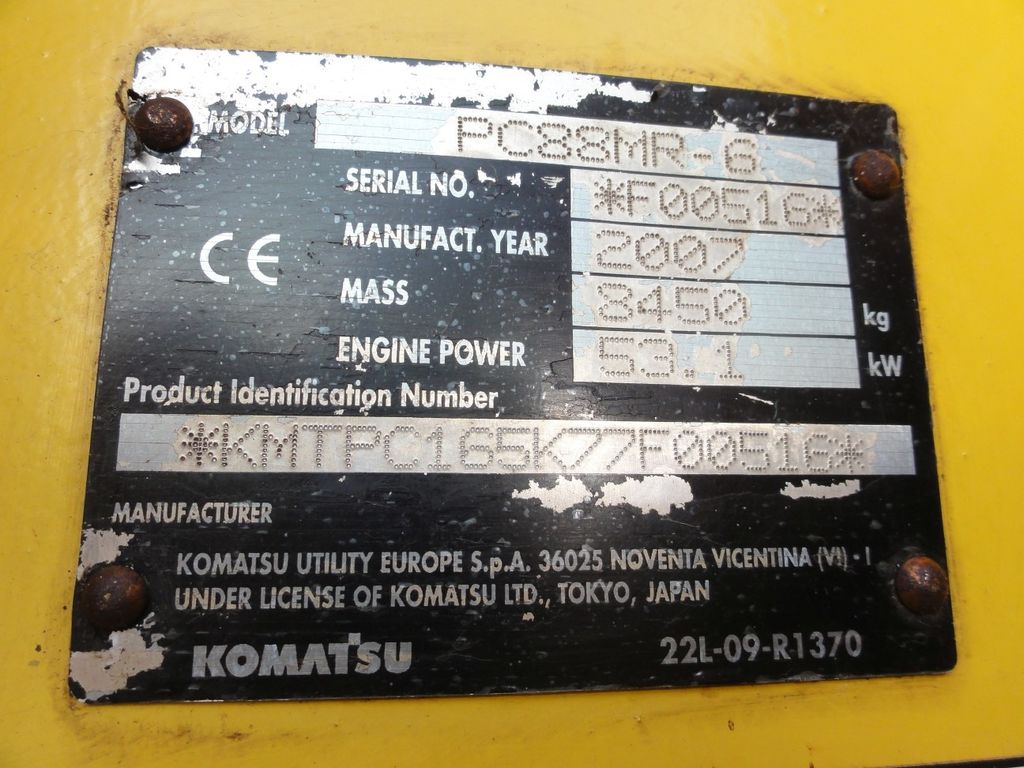 MODEL PC88MR-6
SERIAL NO. *F00516*
MANUFACT. YEAR 2007
CE
MASS 8450 kg
ENGINE POWER 53.1 kW
Product Identification Number
*KMTPC165K77F00516*
MANUFACTURER
KOMATSU UTILITY EUROPE S.p.A. 36025 NOVENTA VICENTINA (VI) - I
UNDER LICENSE OF KOMATSU LTD., TOKYO, JAPAN
KOMATSU
22L-09-R1370